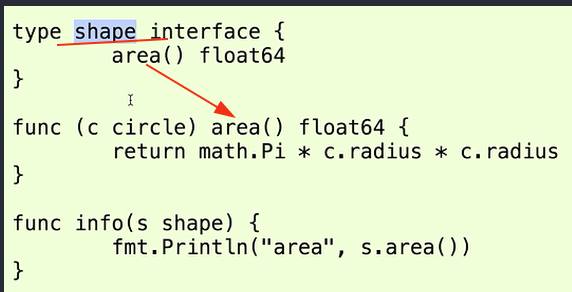 type shape interface {
area() float64
}
func (c circle) area() float64 {
return math.Pi * c.radius * c.radius
}
func info(s shape) {
fmt.Println("area", s.area())
}